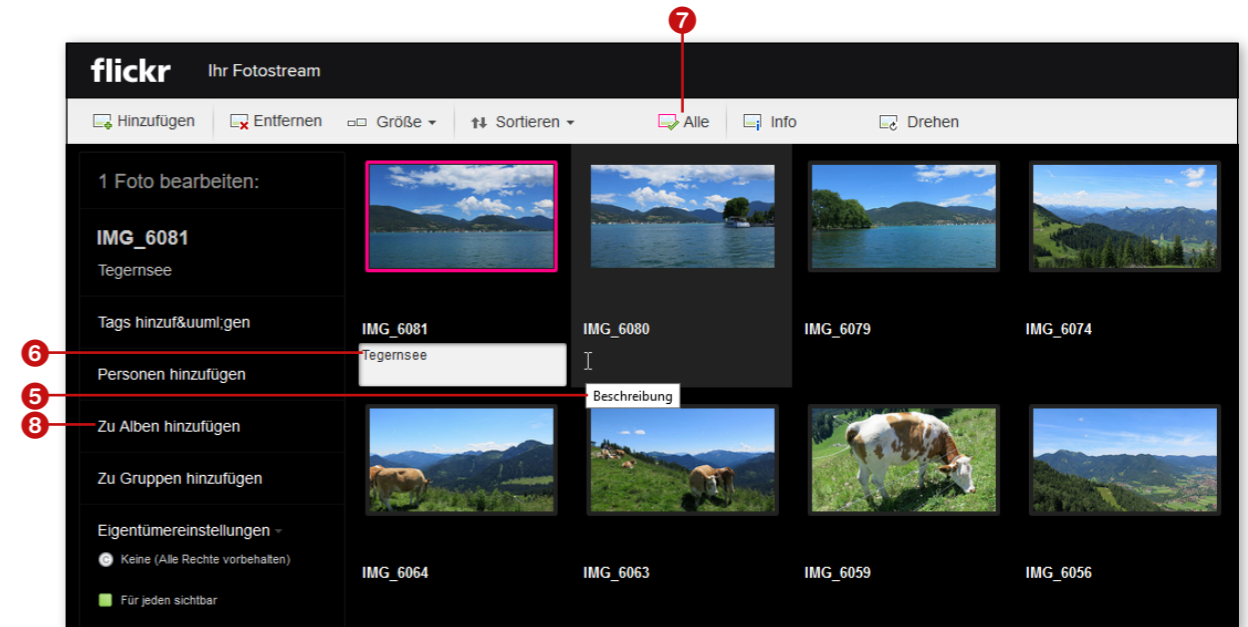 7
flickr Ihr Fotostream
Hinzufügen Entfernen Größe Sortieren Alle Info Drehen
1 Foto bearbeiten:
IMG_6081
Tegernsee
Tags hinzuf&uuml;gen
Personen hinzufügen
Zu Alben hinzufügen
Zu Gruppen hinzufügen
Eigentümereinstellungen
C Keine (Alle Rechte vorbehalten)
Für jeden sichtbar
IMG_6081 IMG_6080 IMG_6079 IMG_6074
6 Tegernsee
5 Beschreibung
8
IMG_6064 IMG_6063 IMG_6059 IMG_6056